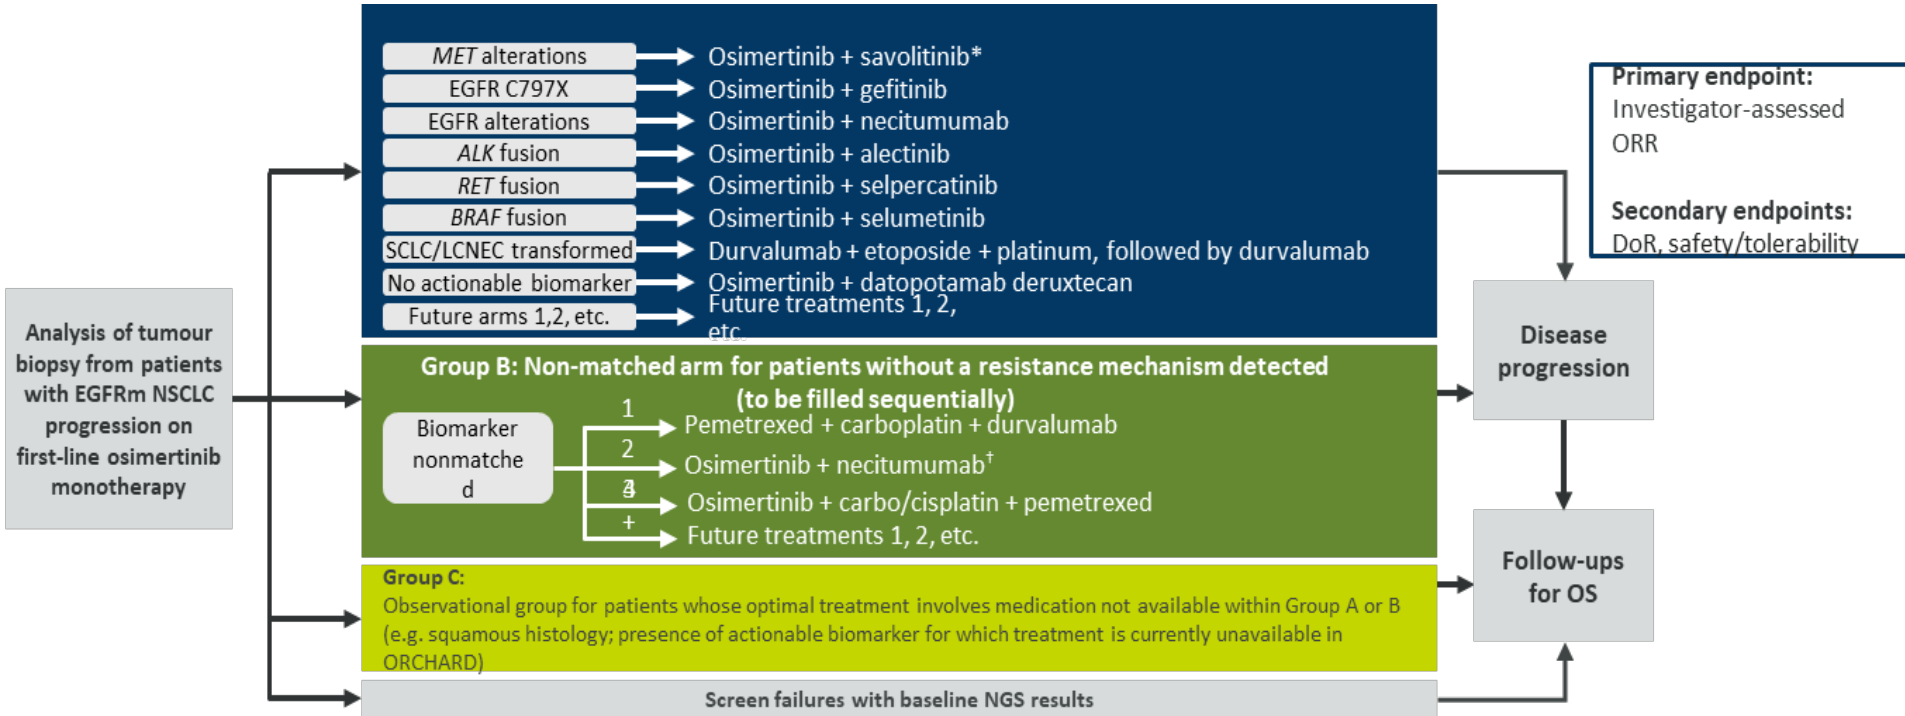 Analysis of tumour
biopsy from patients
with EGFRm NSCLC
progression on
first-line osimertinib
monotherapy
MET alterations
Osimertinib + savolitinib*
EGFR C797X
Osimertinib + gefitinib
EGFR alterations
Osimertinib + necitumumab
ALK fusion
Osimertinib + alectinib
RET fusion
Osimertinib + selpercatinib
BRAF fusion
Osimertinib + selumetinib
SCLC/LCNEC transformed
Durvalumab + etoposide + platinum, followed by durvalumab
No actionable biomarker
Osimertinib + datopotamab deruxtecan
Future arms 1,2, etc.
Future treatments 1, 2,
etc.
Group B: Non-matched arm for patients without a resistance mechanism detected
(to be filled sequentially)
Biomarker
nonmatche
d
1
Pemetrexed + carboplatin + durvalumab
2
Osimertinib + necitumumab†
Osimertinib + carbo/cisplatin + pemetrexed
+
Future treatments 1, 2, etc.
Group C:
Observational group for patients whose optimal treatment involves medication not available within Group A or B
(e.g. squamous histology; presence of actionable biomarker for which treatment is currently unavailable in
ORCHARD)
Screen failures with baseline NGS results
Primary endpoint:
Investigator-assessed
ORR
Secondary endpoints:
DoR, safety/tolerability
Disease
progression
Follow-ups
for OS